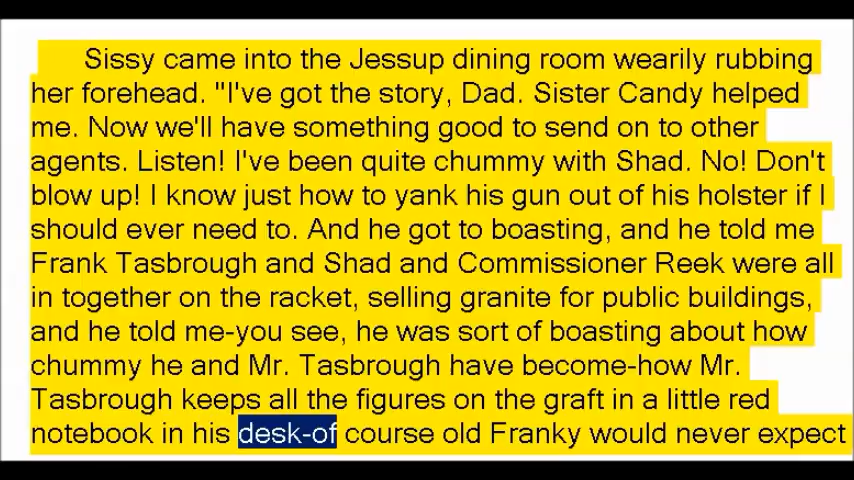 Sissy came into the Jessup dining room wearily rubbing
her forehead. "I've got the story, Dad. Sister Candy helped
me. Now we'll have something good to send on to other
agents. Listen! I've been quite chummy with Shad. No! Don't
blow up! I know just how to yank his gun out of his holster if I
should ever need to. And he got to boasting, and he told me
Frank Tasbrough and Shad and Commissioner Reek were all
in together on the racket, selling granite for public buildings,
and he told me-you see, he was sort of boasting about how
chummy he and Mr. Tasbrough have become-how Mr.
Tasbrough keeps all the figures on the graft in a little red
notebook in his desk-of course old Franky would never expect